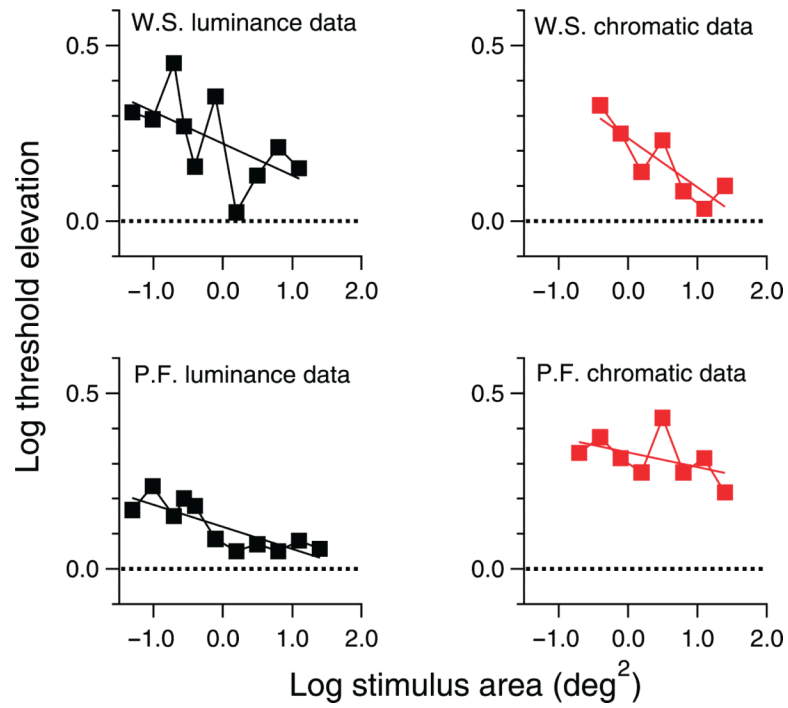 W.S. luminance data
W.S. chromatic data
0.5
0.0
−1.0 0.0 1.0 2.0
0.5
0.0
−1.0 0.0 1.0 2.0
P.F. luminance data
P.F. chromatic data
0.5
0.0
−1.0 0.0 1.0 2.0
0.5
0.0
−1.0 0.0 1.0 2.0
Log threshold elevation
Log stimulus area (deg²)